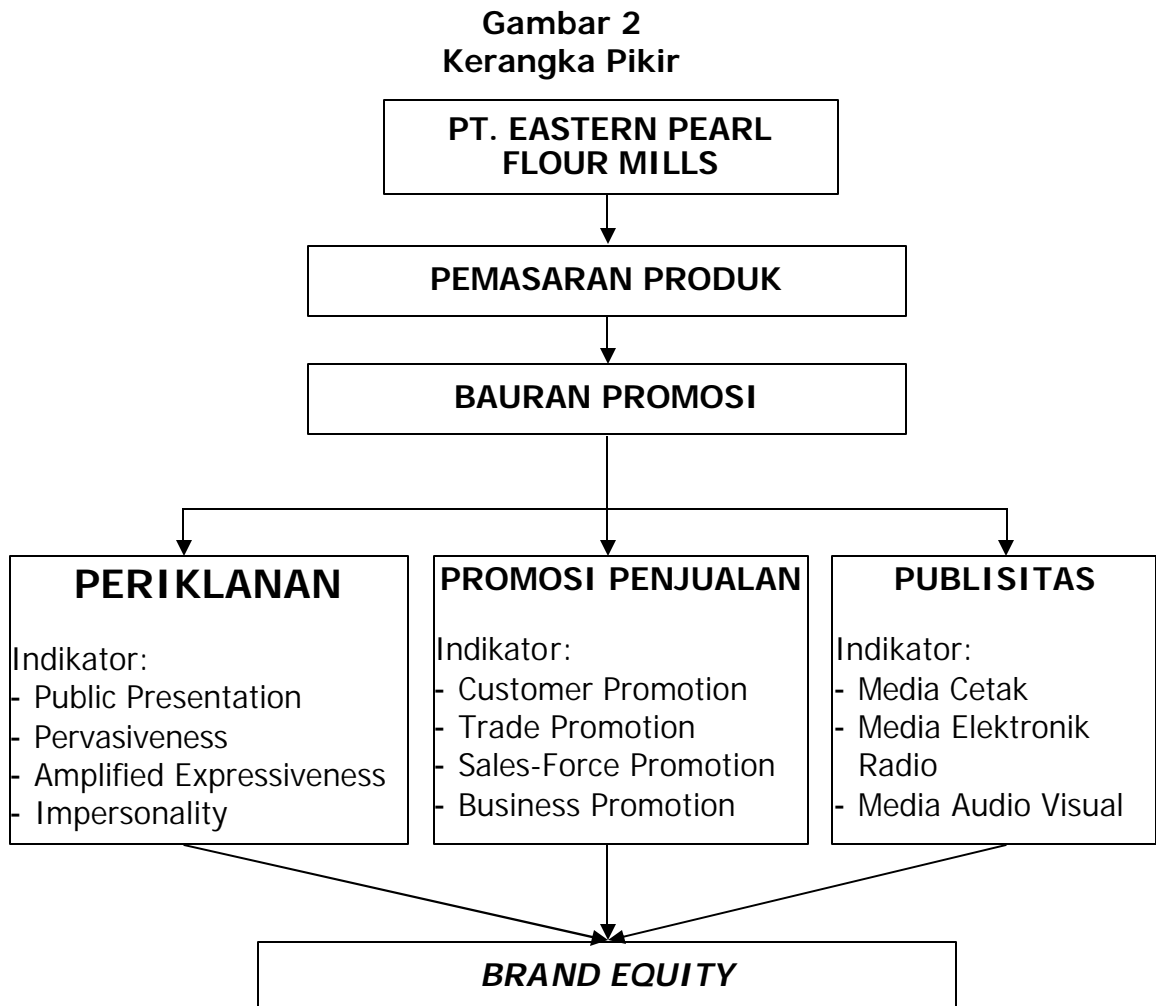 Gambar 2
Kerangka Pikir
PT. EASTERN PEARL
FLOUR MILLS
PEMASARAN PRODUK
BAURAN PROMOSI
PERIKLANAN
Indikator:
- Public Presentation
- Pervasiveness
- Amplified Expressiveness
- Impersonality
PROMOSI PENJUALAN
Indikator:
- Customer Promotion
- Trade Promotion
- Sales-Force Promotion
- Business Promotion
PUBLISITAS
Indikator:
- Media Cetak
- Media Elektronik
Radio
- Media Audio Visual
BRAND EQUITY